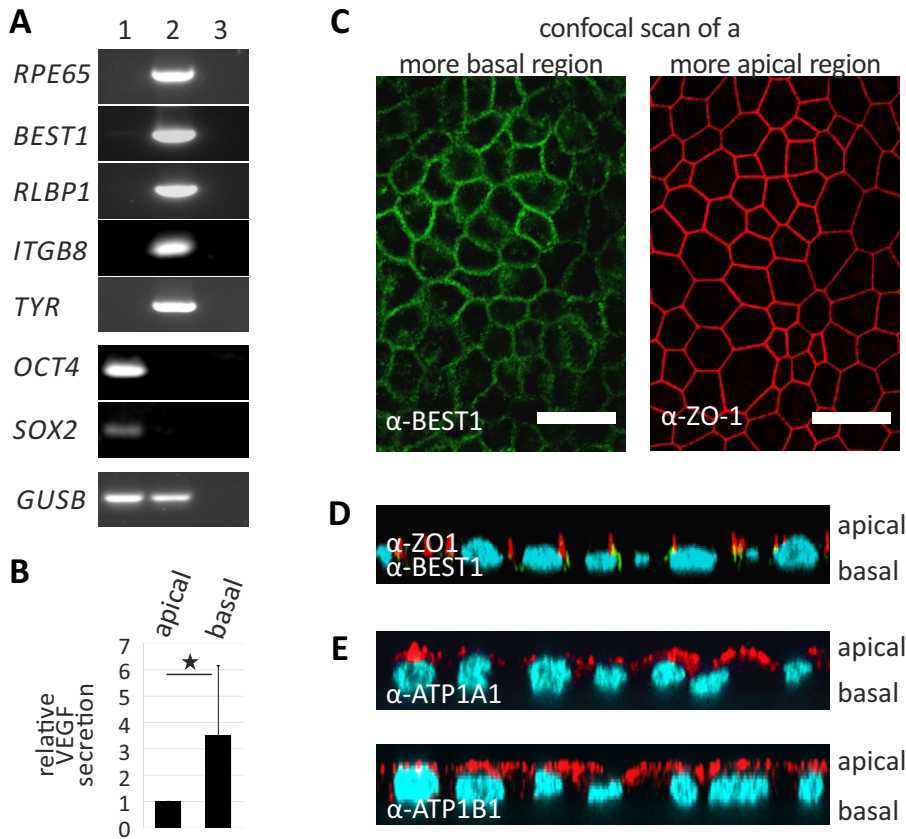 A
1 2 3
RPE65
BEST1
RLBP1
ITGB8
TYR
OCT4
SOX2
GUSB
B
apical basal
★
7
6
5
4
3
2
1
0
relative
VEGF
secretion
C
confocal scan of a
more basal region
more apical region
α-BEST1
α-ZO-1
D
α-ZO1
α-BEST1
apical
basal
E
α-ATP1A1
apical
basal
α-ATP1B1
apical
basal